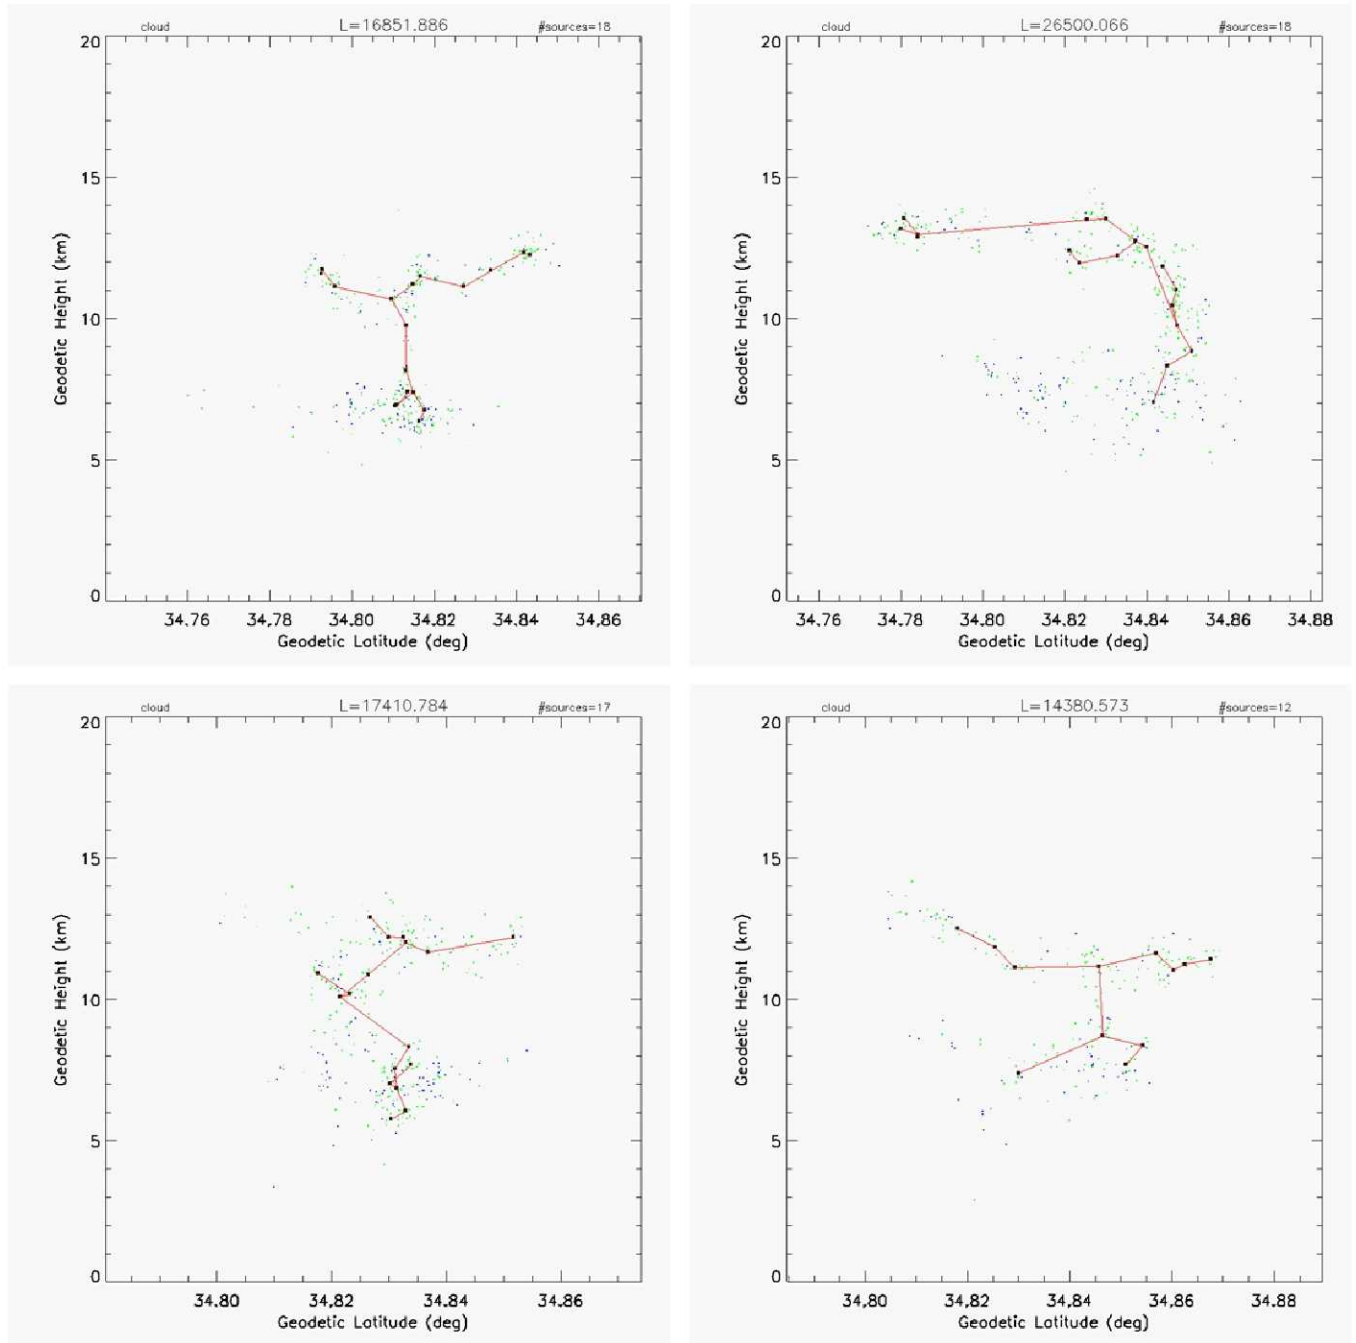 cloud L=16851.886 #sources=18
20
15
10
5
0
Geodetic Height (km)
34.76 34.78 34.80 34.82 34.84 34.86
Geodetic Latitude (deg)
cloud L=26500.066 #sources=18
20
15
10
5
0
Geodetic Height (km)
34.76 34.78 34.80 34.82 34.84 34.86 34.88
Geodetic Latitude (deg)
cloud L=17410.784 #sources=17
20
15
10
5
0
Geodetic Height (km)
34.80 34.82 34.84 34.86
Geodetic Latitude (deg)
cloud L=14380.573 #sources=12
20
15
10
5
0
Geodetic Height (km)
34.80 34.82 34.84 34.86 34.88
Geodetic Latitude (deg)